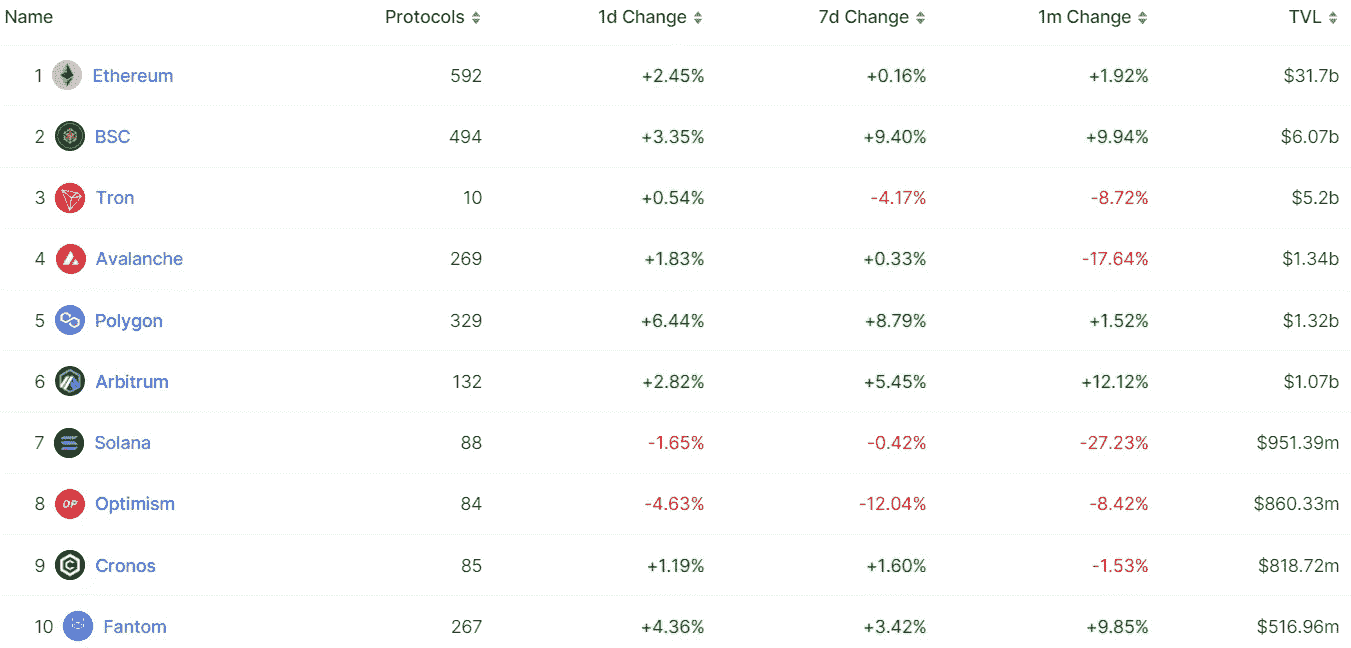 Name Protocols 1d Change 7d Change 1m Change TVL
1 Ethereum 592 +2.45% +0.16% +1.92% $31.7b
2 BSC 494 +3.35% +9.40% +9.94% $6.07b
3 Tron 10 +0.54% -4.17% -8.72% $5.2b
4 Avalanche 269 +1.83% +0.33% -17.64% $1.34b
5 Polygon 329 +6.44% +8.79% +1.52% $1.32b
6 Arbitrum 132 +2.82% +5.45% +12.12% $1.07b
7 Solana 88 -1.65% -0.42% -27.23% $951.39m
8 OP Optimism 84 -4.63% -12.04% -8.42% $860.33m
9 Cronos 85 +1.19% +1.60% -1.53% $818.72m
10 Fantom 267 +4.36% +3.42% +9.85% $516.96m